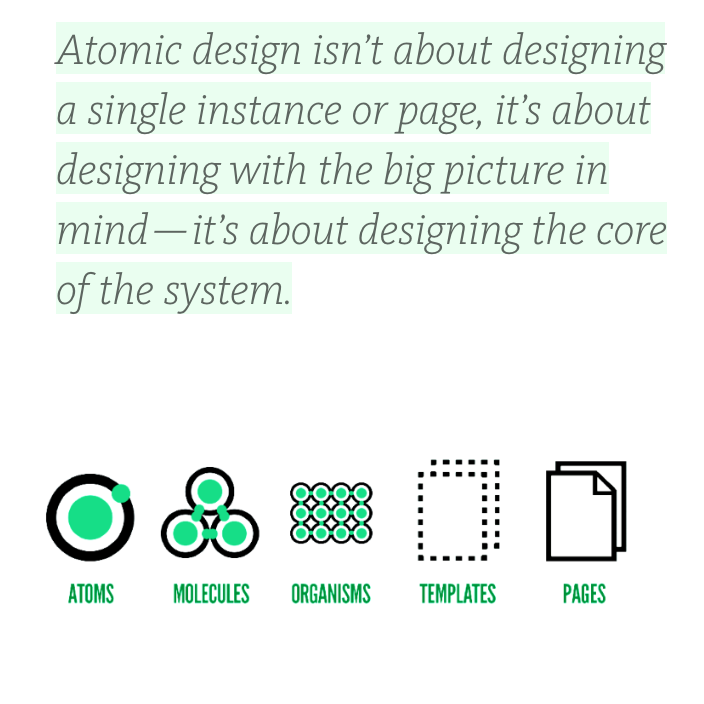 Atomic design isn’t about designing
a single instance or page, it’s about
designing with the big picture in
mind—it’s about designing the core
of the system.
ATOMS MOLECULES ORGANISMS TEMPLATES PAGES